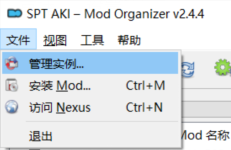 SPT AKI – Mod Organizer v2.4.4
文件 视图 工具 帮助
管理实例...
安装 Mod... Ctrl+M
访问 Nexus Ctrl+N
Mod 名称
退出